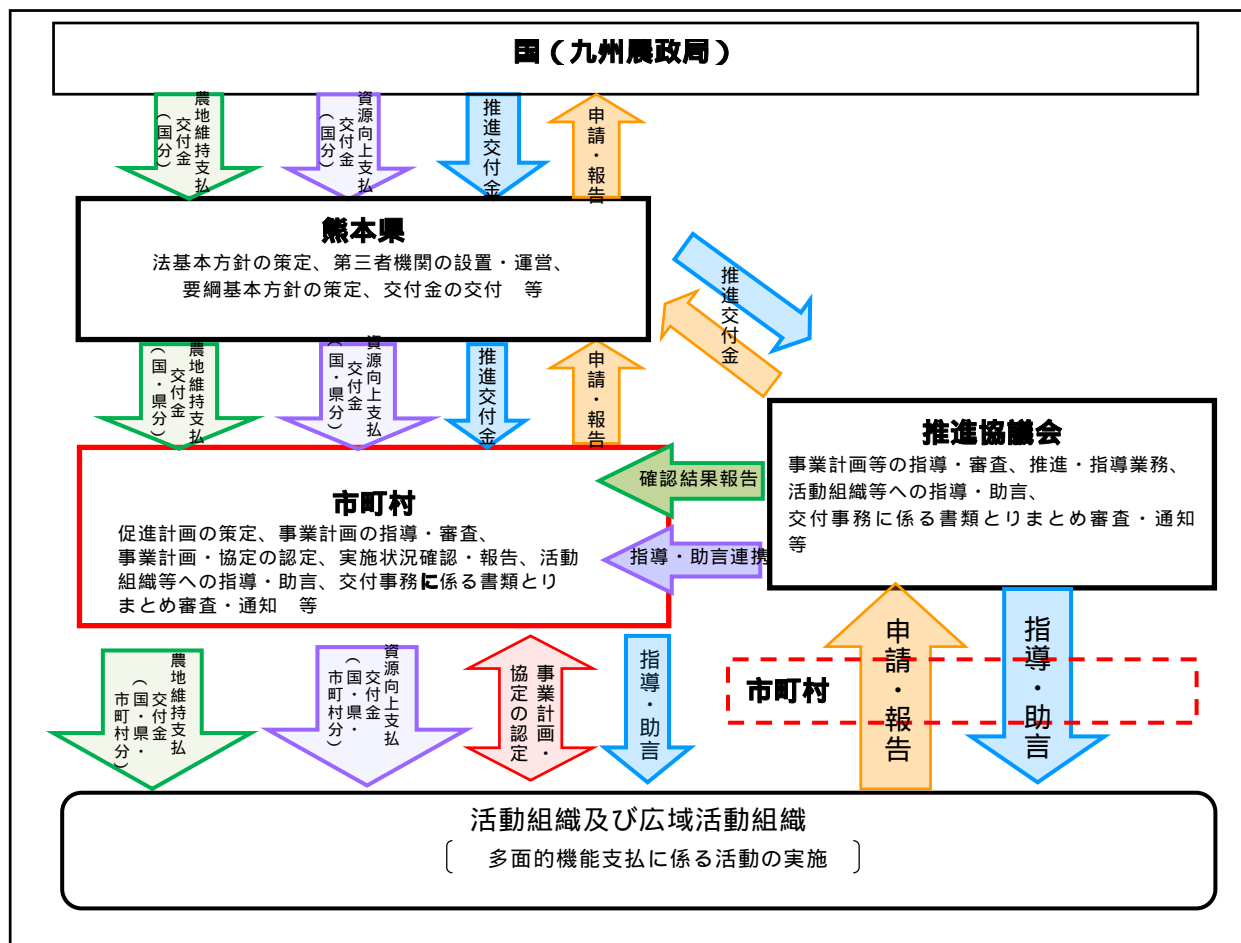 国（九州農政局）
農地維持支払
交付金
（国分）
資源向上支払
交付金
（国分）
推進交付金
申請・報告
熊本県
法基本方針の策定、第三者機関の設置・運営、
要綱基本方針の策定、交付金の交付　等
推進交付金
農地維持支払
交付金
（国・県分）
資源向上支払
交付金
（国・県分）
推進交付金
申請・報告
推進協議会
事業計画等の指導・審査、推進・指導業務、
活動組織等への指導・助言、
交付事務に係る書類とりまとめ審査・通知
等
確認結果報告
指導・助言連携
市町村
促進計画の策定、事業計画の指導・審査、
事業計画・協定の認定、実施状況確認・報告、活動
組織等への指導・助言、交付事務に係る書類とり
まとめ審査・通知　等
農地維持支払
交付金
（国・県・
市町村分）
資源向上支払
交付金
（国・県・
市町村分）
事業計画・
協定の認定
指導・助言
市町村
申請・報告
指導・助言
活動組織及び広域活動組織
〔　多面的機能支払に係る活動の実施　〕